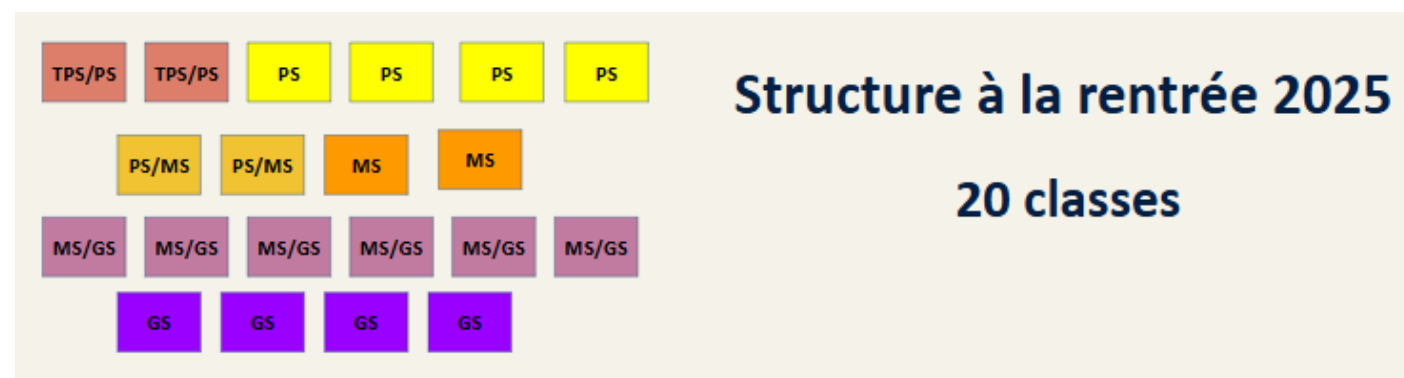 TPS/PS TPS/PS PS PS PS PS
PS/MS PS/MS MS MS
MS/GS MS/GS MS/GS MS/GS MS/GS MS/GS
GS GS GS GS
Structure à la rentrée 2025
20 classes